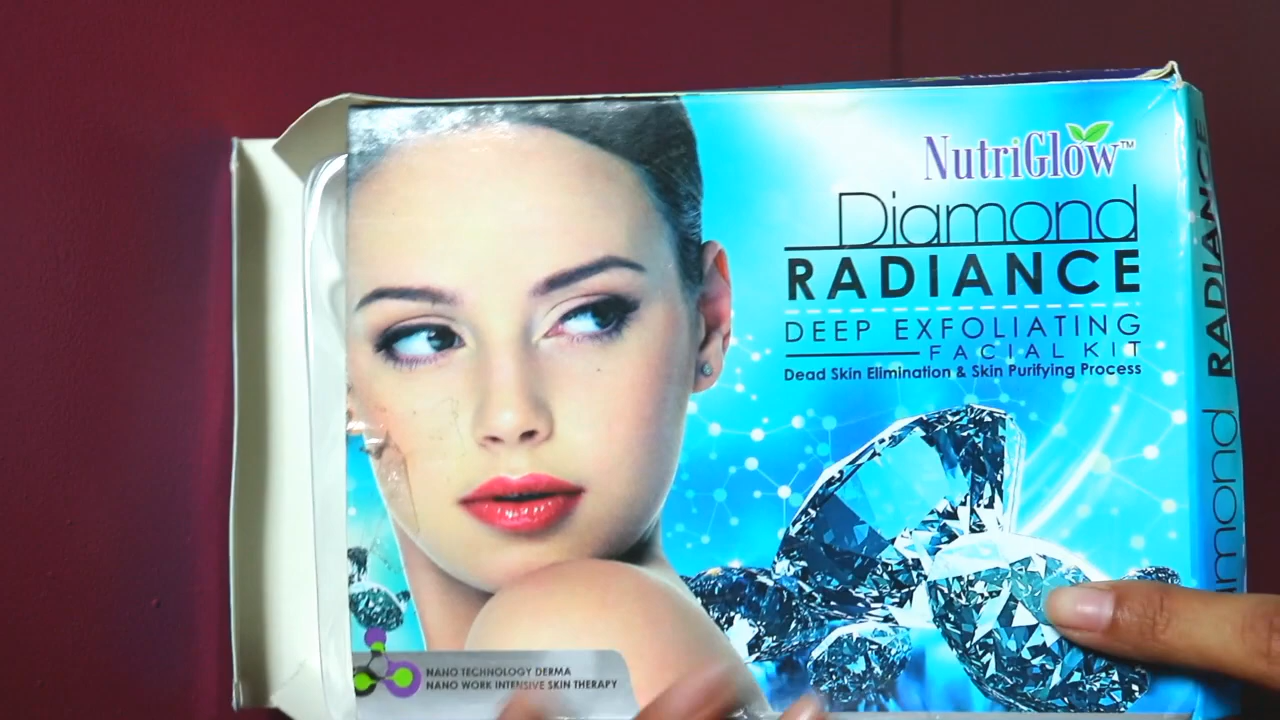 NutriGlow™
Diamond
RADIANCE
DEEP EXFOLIATING
FACIAL KIT
Dead Skin Elimination & Skin Purifying Process
NANO TECHNOLOGY DERMA
NANO WORK INTENSIVE SKIN THERAPY
RADIANCE